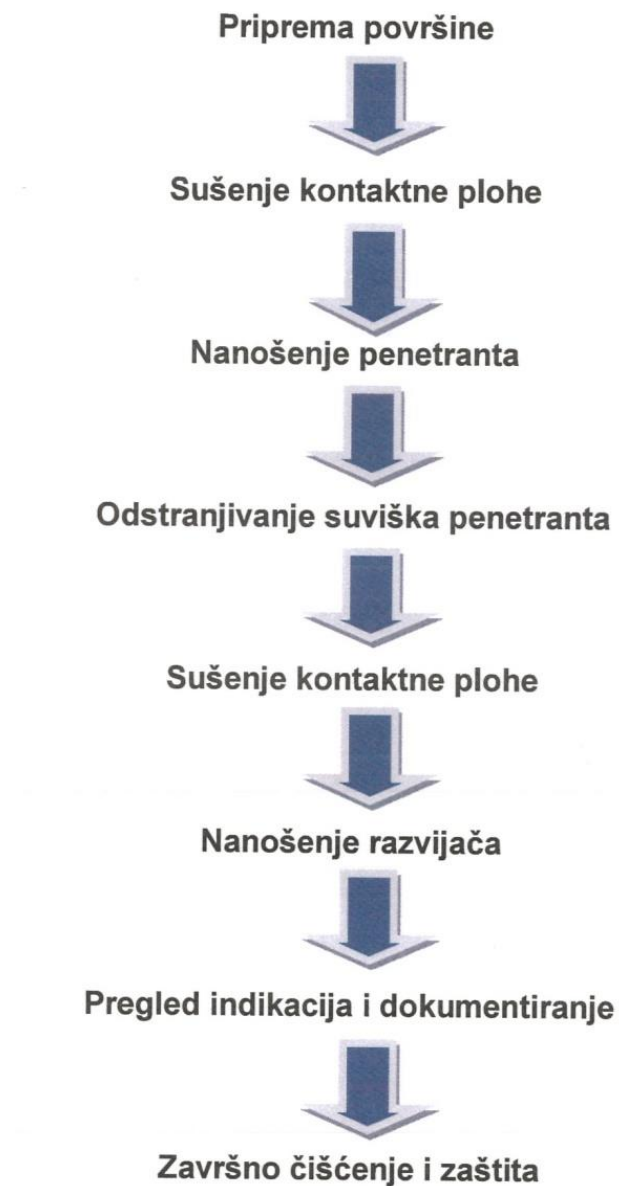 Priprema površine
Sušenje kontaktne plohe
Nanošenje penetranta
Odstranjivanje suviška penetranta
Sušenje kontaktne plohe
Nanošenje razvijača
Pregled indikacija i dokumentiranje
Završno čišćenje i zaštita